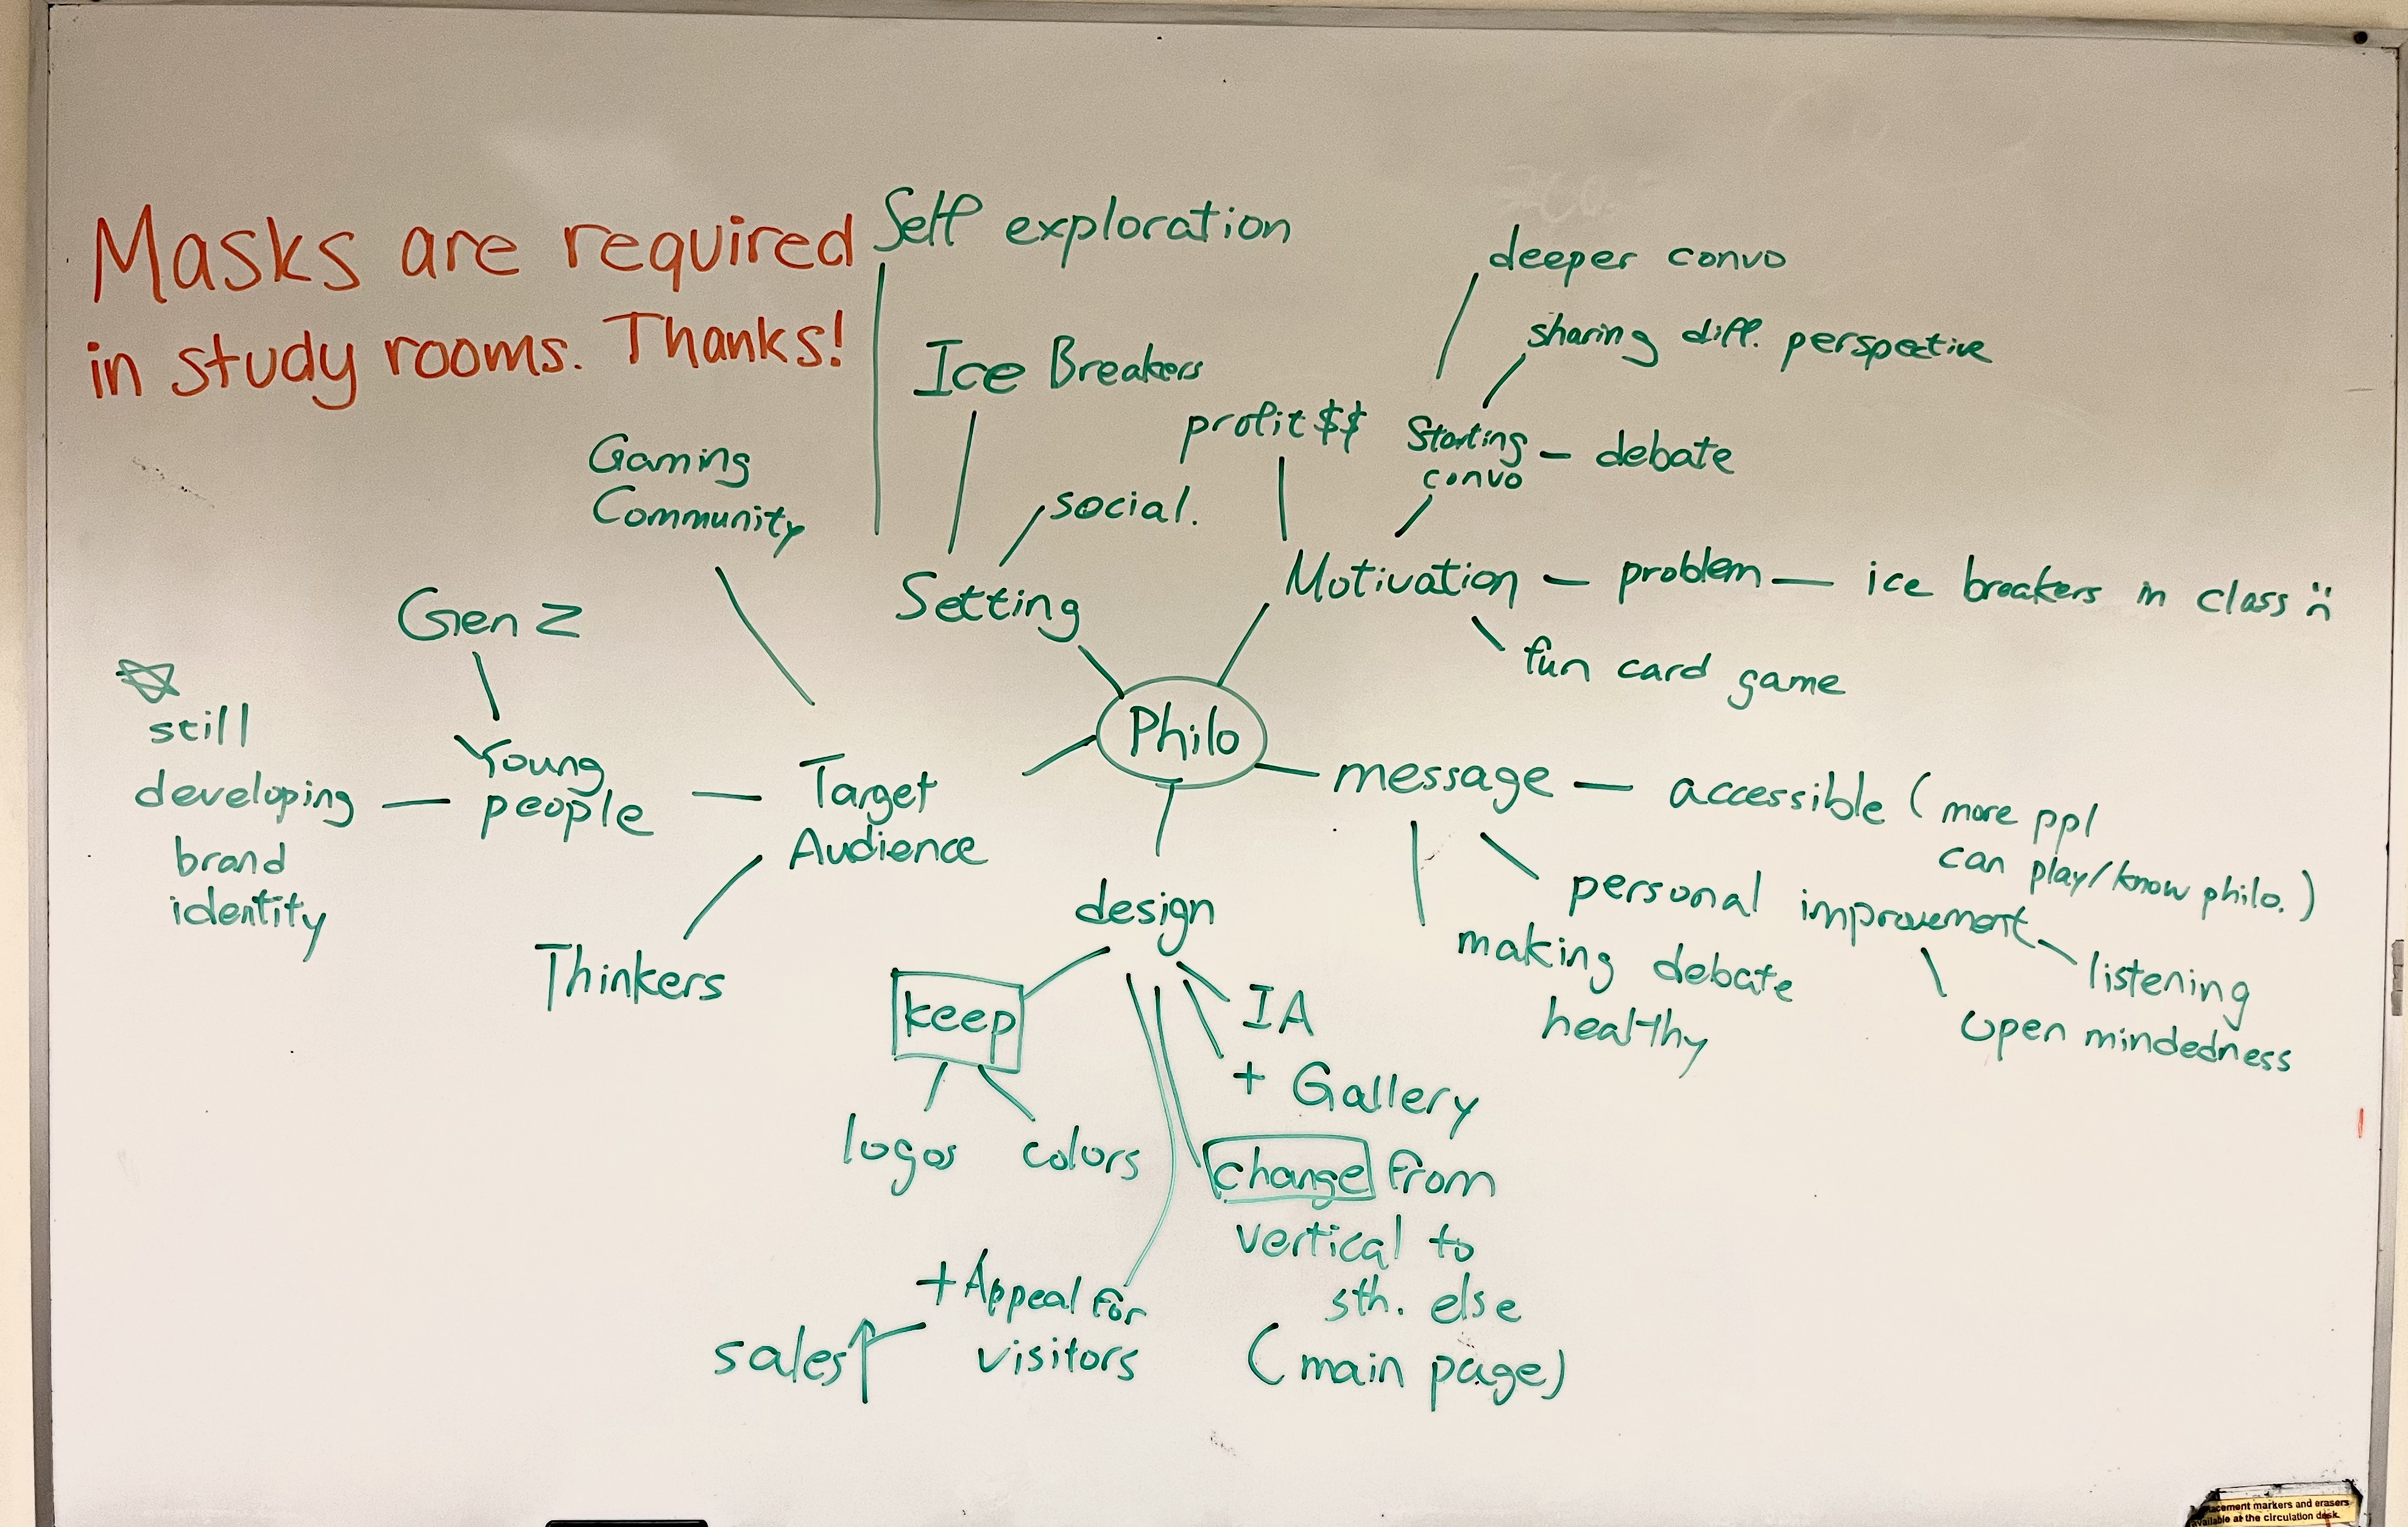 Masks are required
in study rooms. Thanks!
Self exploration
Ice Breakers
social.
Setting
Gaming
Community
Gen Z
Young
people
still
developing
brand
identity
Target
Audience
Thinkers
Philo
profit $$
deeper convo
sharing diff. perspective
Starting
convo
debate
Motivation
problem
ice breakers in class
fun card game
message
accessible (more ppl
can play/know philo.)
personal improvement
listening
open mindedness
making debate
healthy
design
keep
logos
colors
IA
+ Gallery
change from
vertical to
sth. else
(main page)
+ Appeal for
visitors
sales↑
acement markers and erasers
available at the circulation desk.